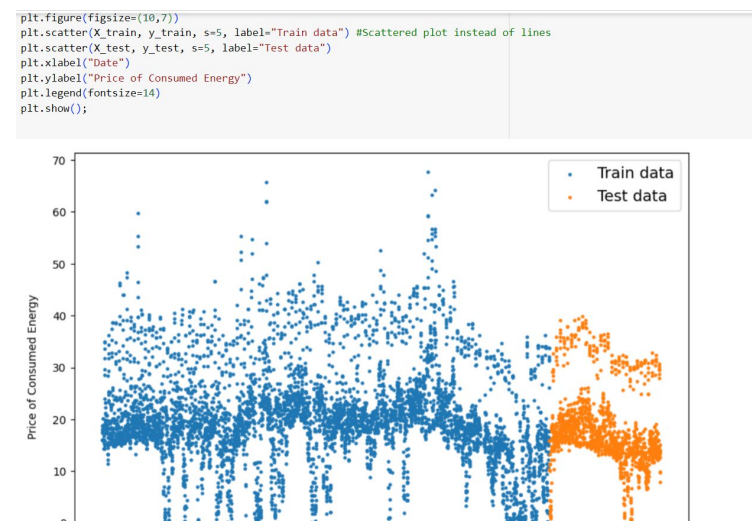 plt.figure(figsize=(10,7))
plt.scatter(X_train, y_train, s=5, label="Train data") #Scattered plot instead of lines
plt.scatter(X_test, y_test, s=5, label="Test data")
plt.xlabel("Date")
plt.ylabel("Price of Consumed Energy")
plt.legend(fontsize=14)
plt.show();
70
Train data
Test data
60
50
40
30
20
10
Price of Consumed Energy